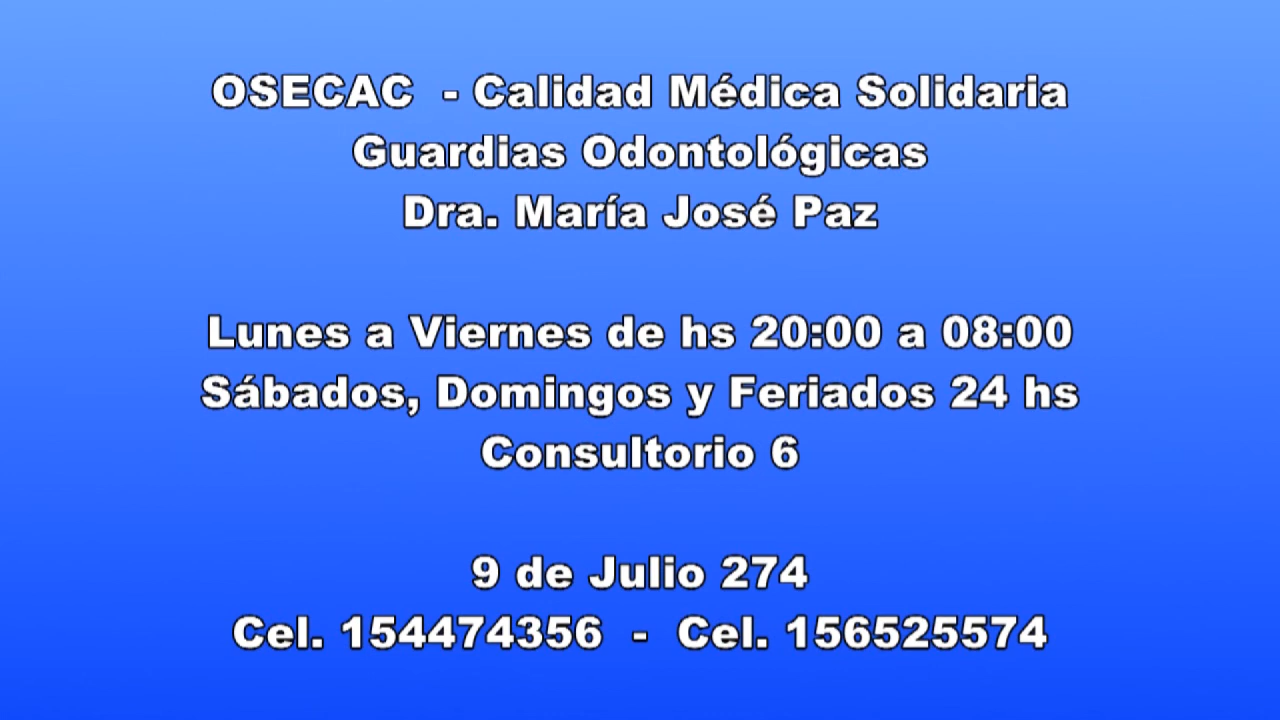 OSECAC - Calidad Médica Solidaria
Guardias Odontológicas
Dra. María José Paz
Lunes a Viernes de hs 20:00 a 08:00
Sábados, Domingos y Feriados 24 hs
Consultorio 6
9 de Julio 274
Cel. 154474356 - Cel. 156525574